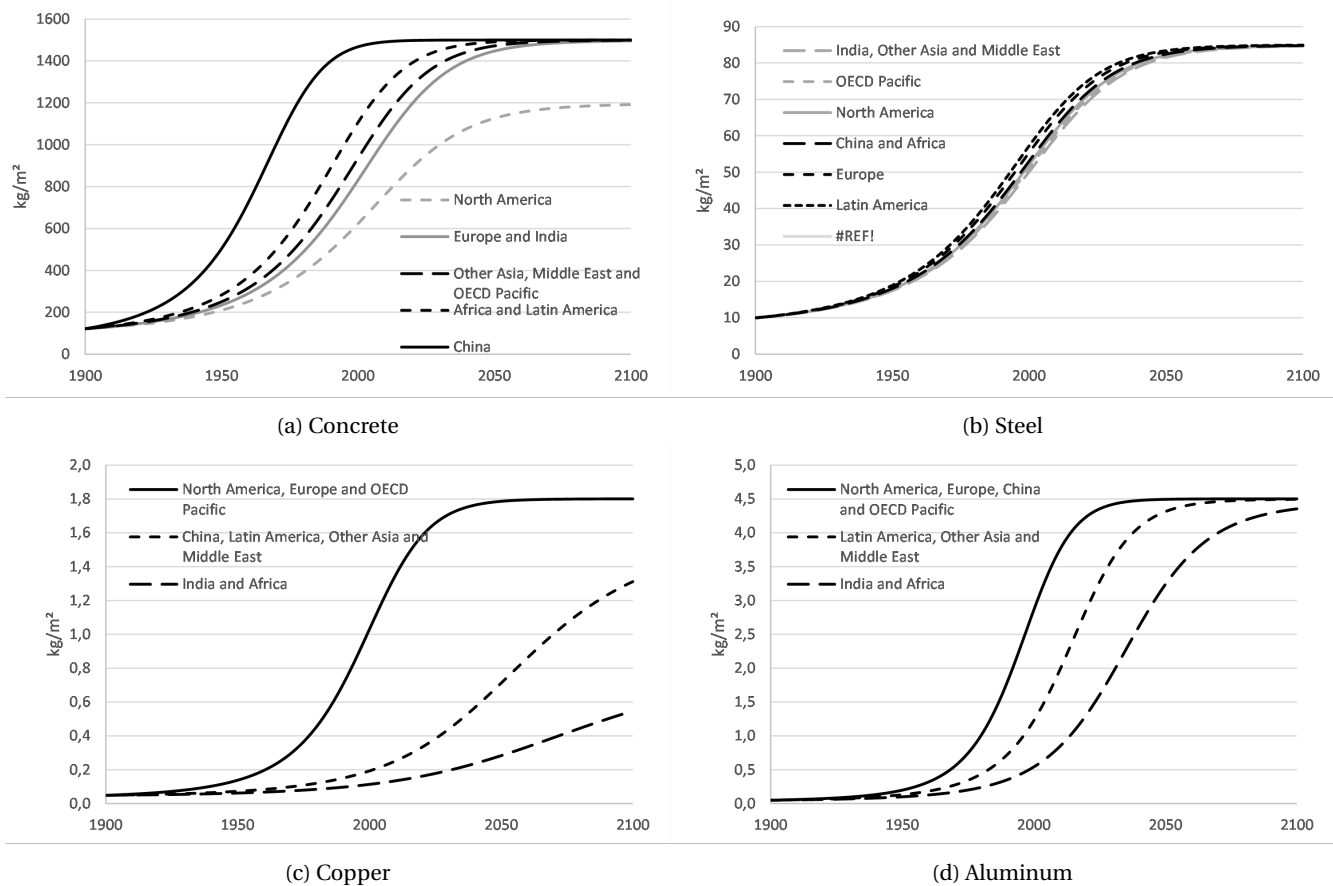 1600
1400
1200
1000
800
600
400
200
0
kg/m²
North America
Europe and India
Other Asia, Middle East and
OECD Pacific
Africa and Latin America
China
1900
1950
2000
2050
2100
(a) Concrete
90
80
70
60
50
40
30
20
10
0
kg/m²
India, Other Asia and Middle East
OECD Pacific
North America
China and Africa
Europe
Latin America
#REF!
1900
1950
2000
2050
2100
(b) Steel
2,0
1,8
1,6
1,4
1,2
1,0
0,8
0,6
0,4
0,2
0,0
kg/m²
North America, Europe and OECD
Pacific
China, Latin America, Other Asia and
Middle East
India and Africa
1900
1950
2000
2050
2100
(c) Copper
5,0
4,5
4,0
3,5
3,0
2,5
2,0
1,5
1,0
0,5
0,0
kg/m²
North America, Europe, China
and OECD Pacific
Latin America, Other Asia and
Middle East
India and Africa
1900
1950
2000
2050
2100
(d) Aluminum